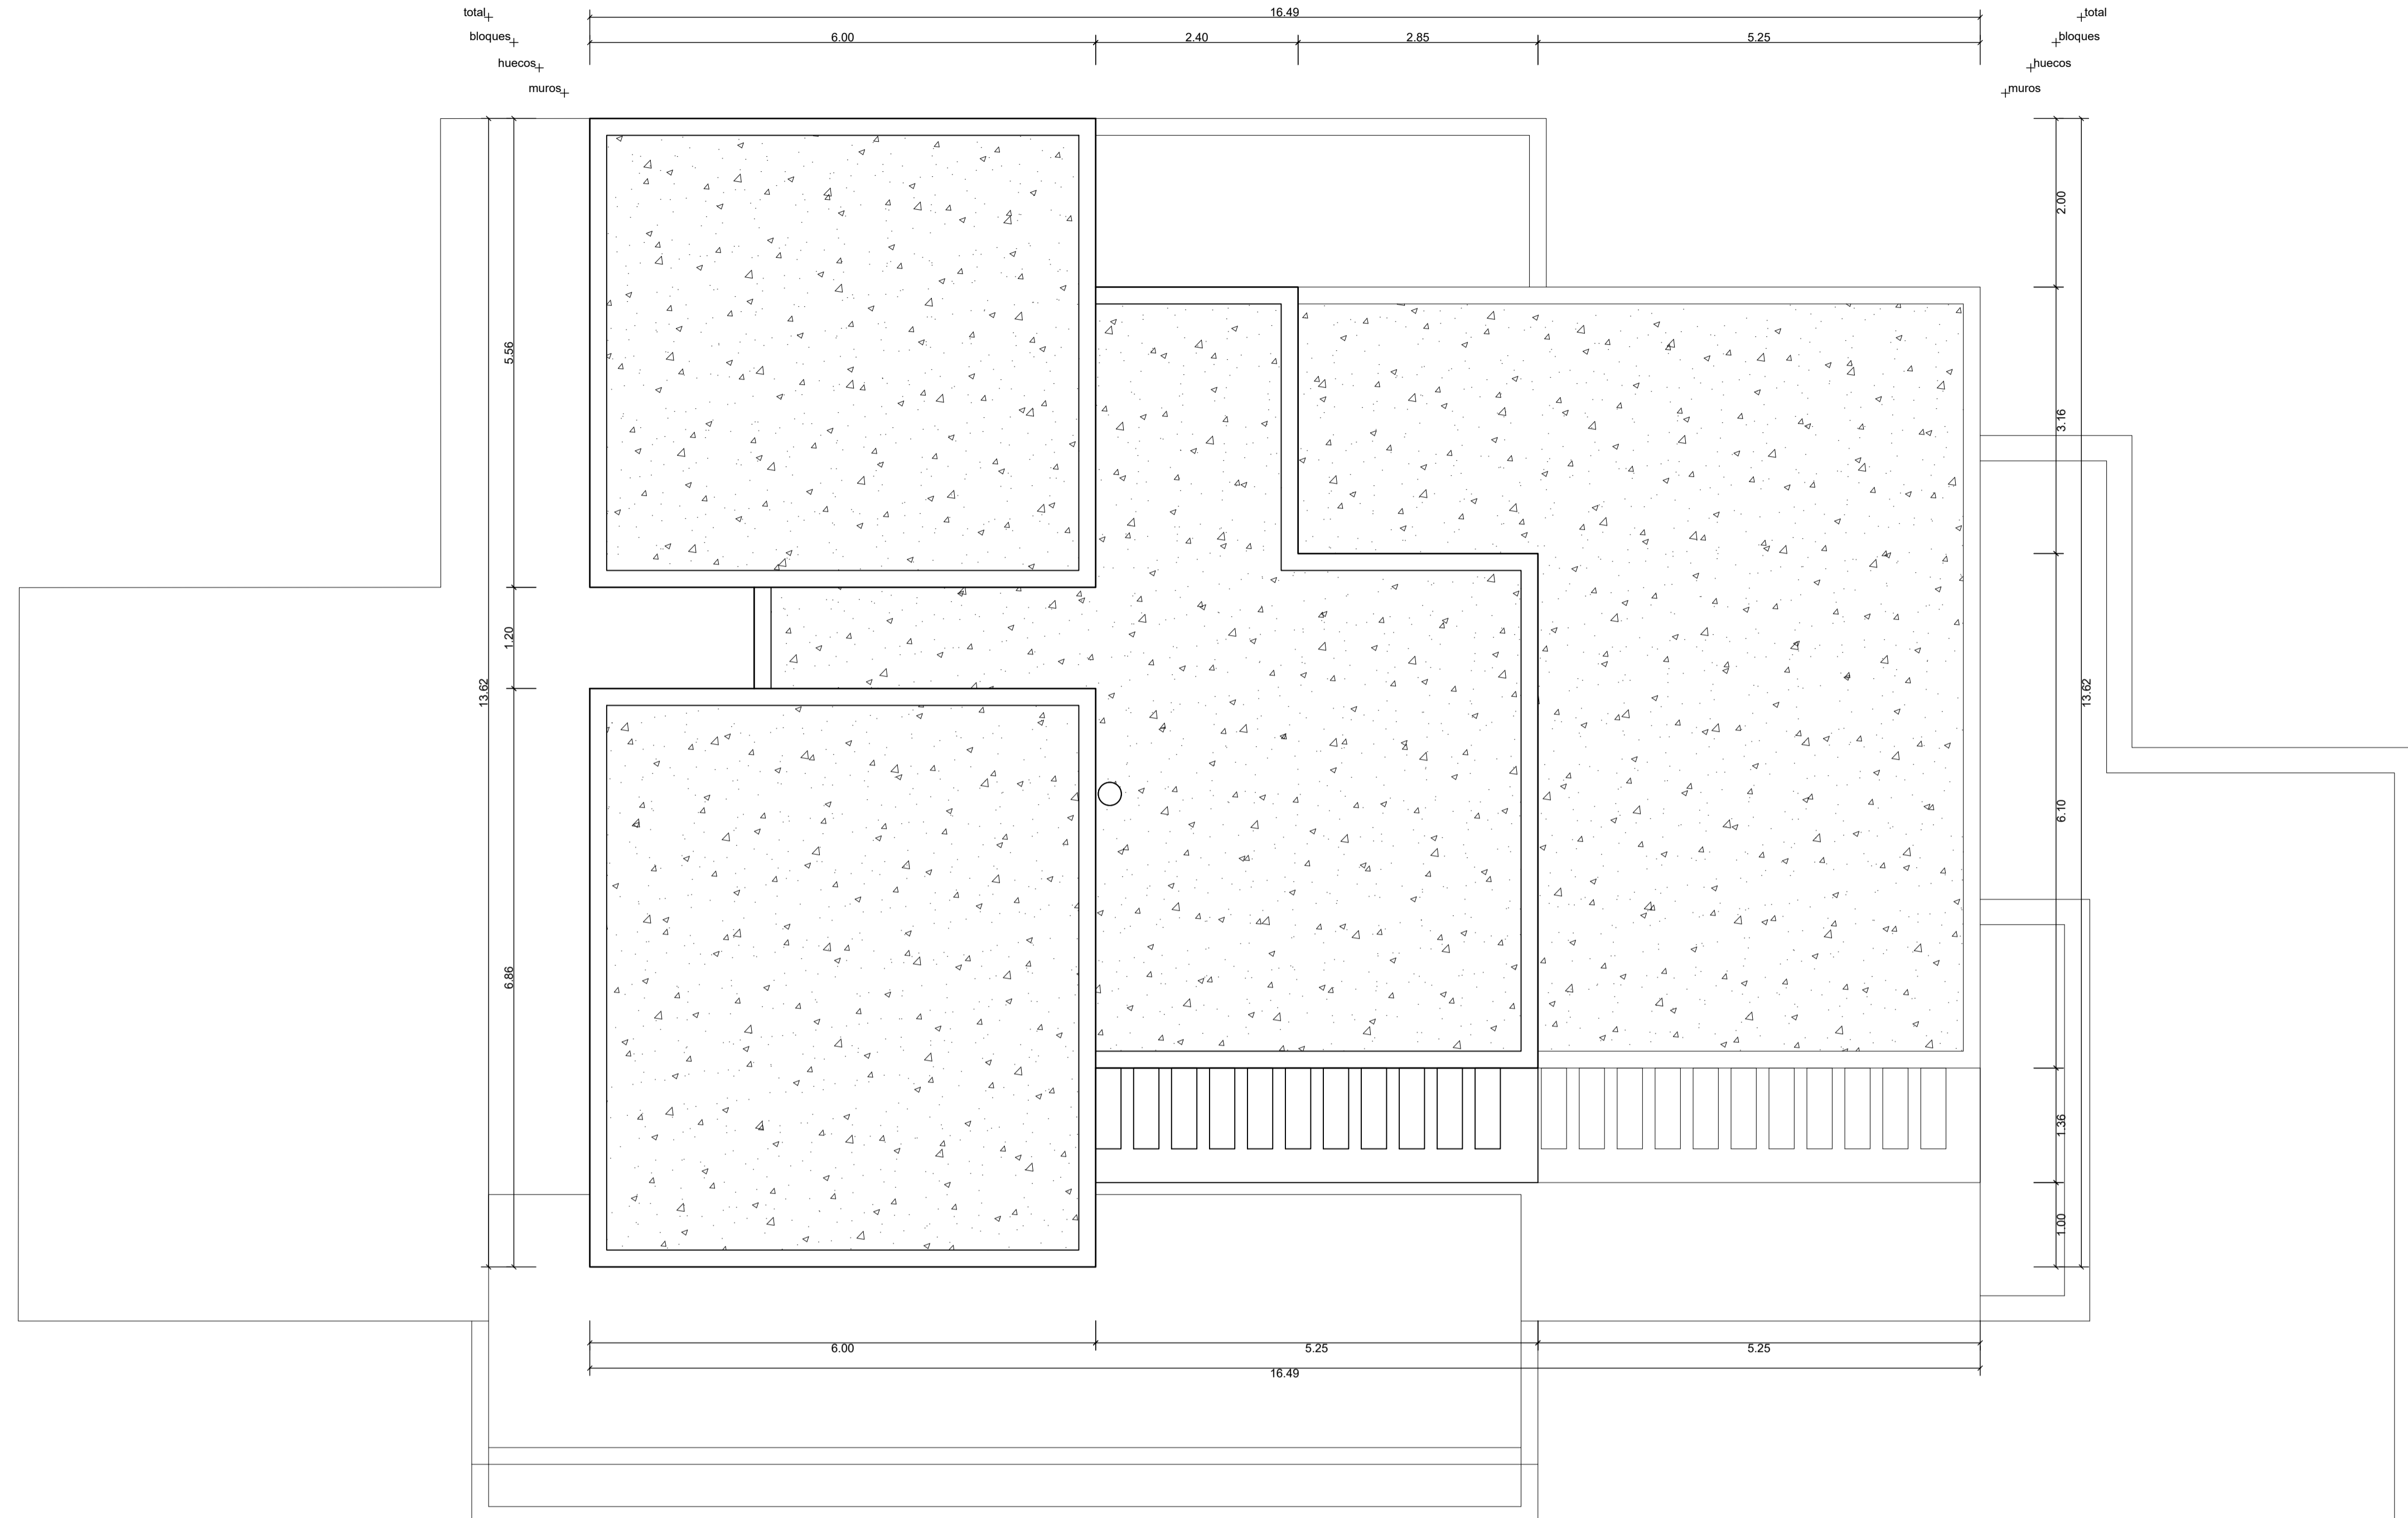 total
16.49
total
bloques
6.00
2.40
2.85
5.25
bloques
huecos
huecos
muros
muros
2.00
5.56
3.16
1.20
13.62
13.62
6.10
6.86
1.36
1.00
6.00
5.25
5.25
16.49